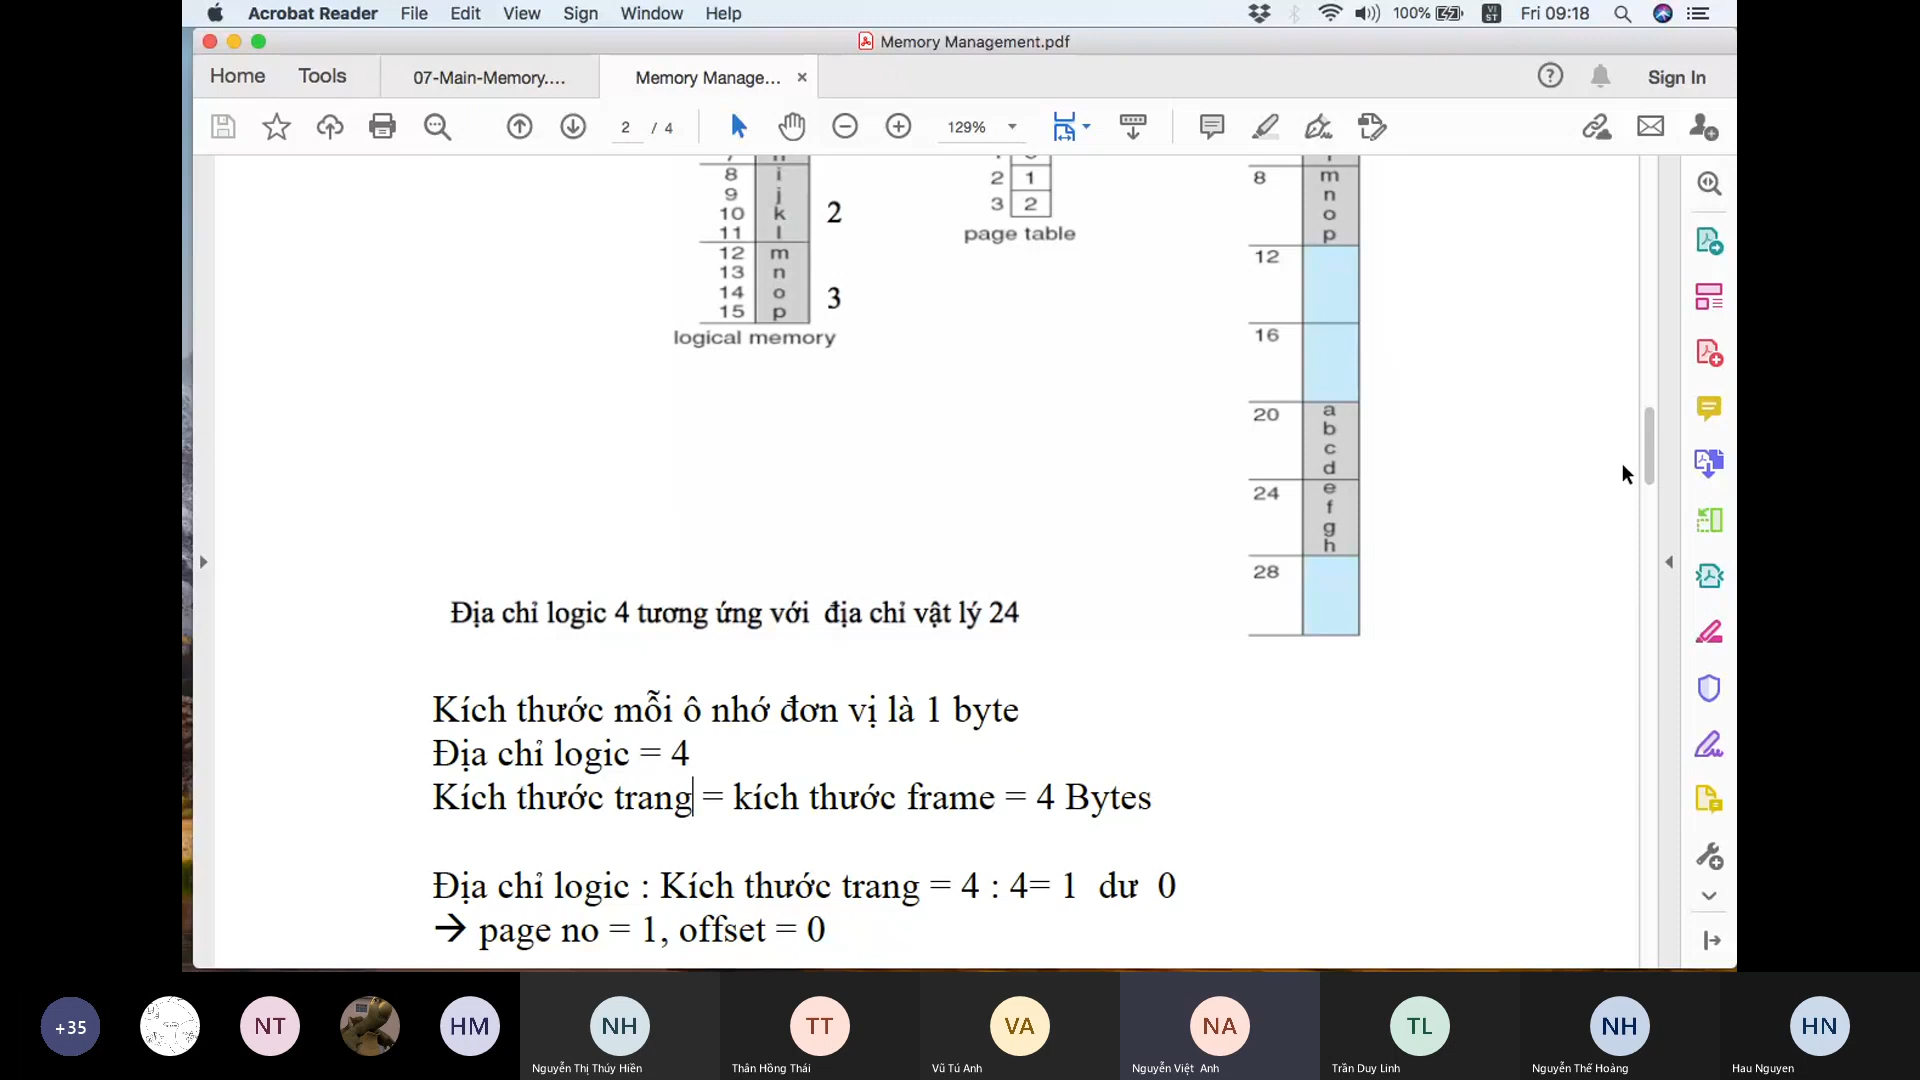 Acrobat Reader File Edit View Sign Window Help 100% VI ST Fri 09:18
Memory Management.pdf
Home Tools 07-Main-Memory.... Memory Manage... × Sign In
2 / 4 129%
8 i
9 j
10 k
11 l
2
12 m
13 n
14 o
15 p
3
logical memory
2 1
3 2
page table
8 m
n
o
p
12
16
20 a
b
c
d
24 e
f
g
h
28
Địa chỉ logic 4 tương ứng với địa chỉ vật lý 24
Kích thước mỗi ô nhớ đơn vị là 1 byte
Địa chỉ logic = 4
Kích thước trang = kích thước frame = 4 Bytes
Địa chỉ logic : Kích thước trang = 4 : 4= 1 dư 0
→ page no = 1, offset = 0
+35 NT HM NH TT VA NA TL NH HN
Nguyễn Thị Thúy Hiền Thân Hồng Thái Vũ Tú Anh Nguyễn Việt Anh Trần Duy Linh Nguyễn Thế Hoàng Hau Nguyen